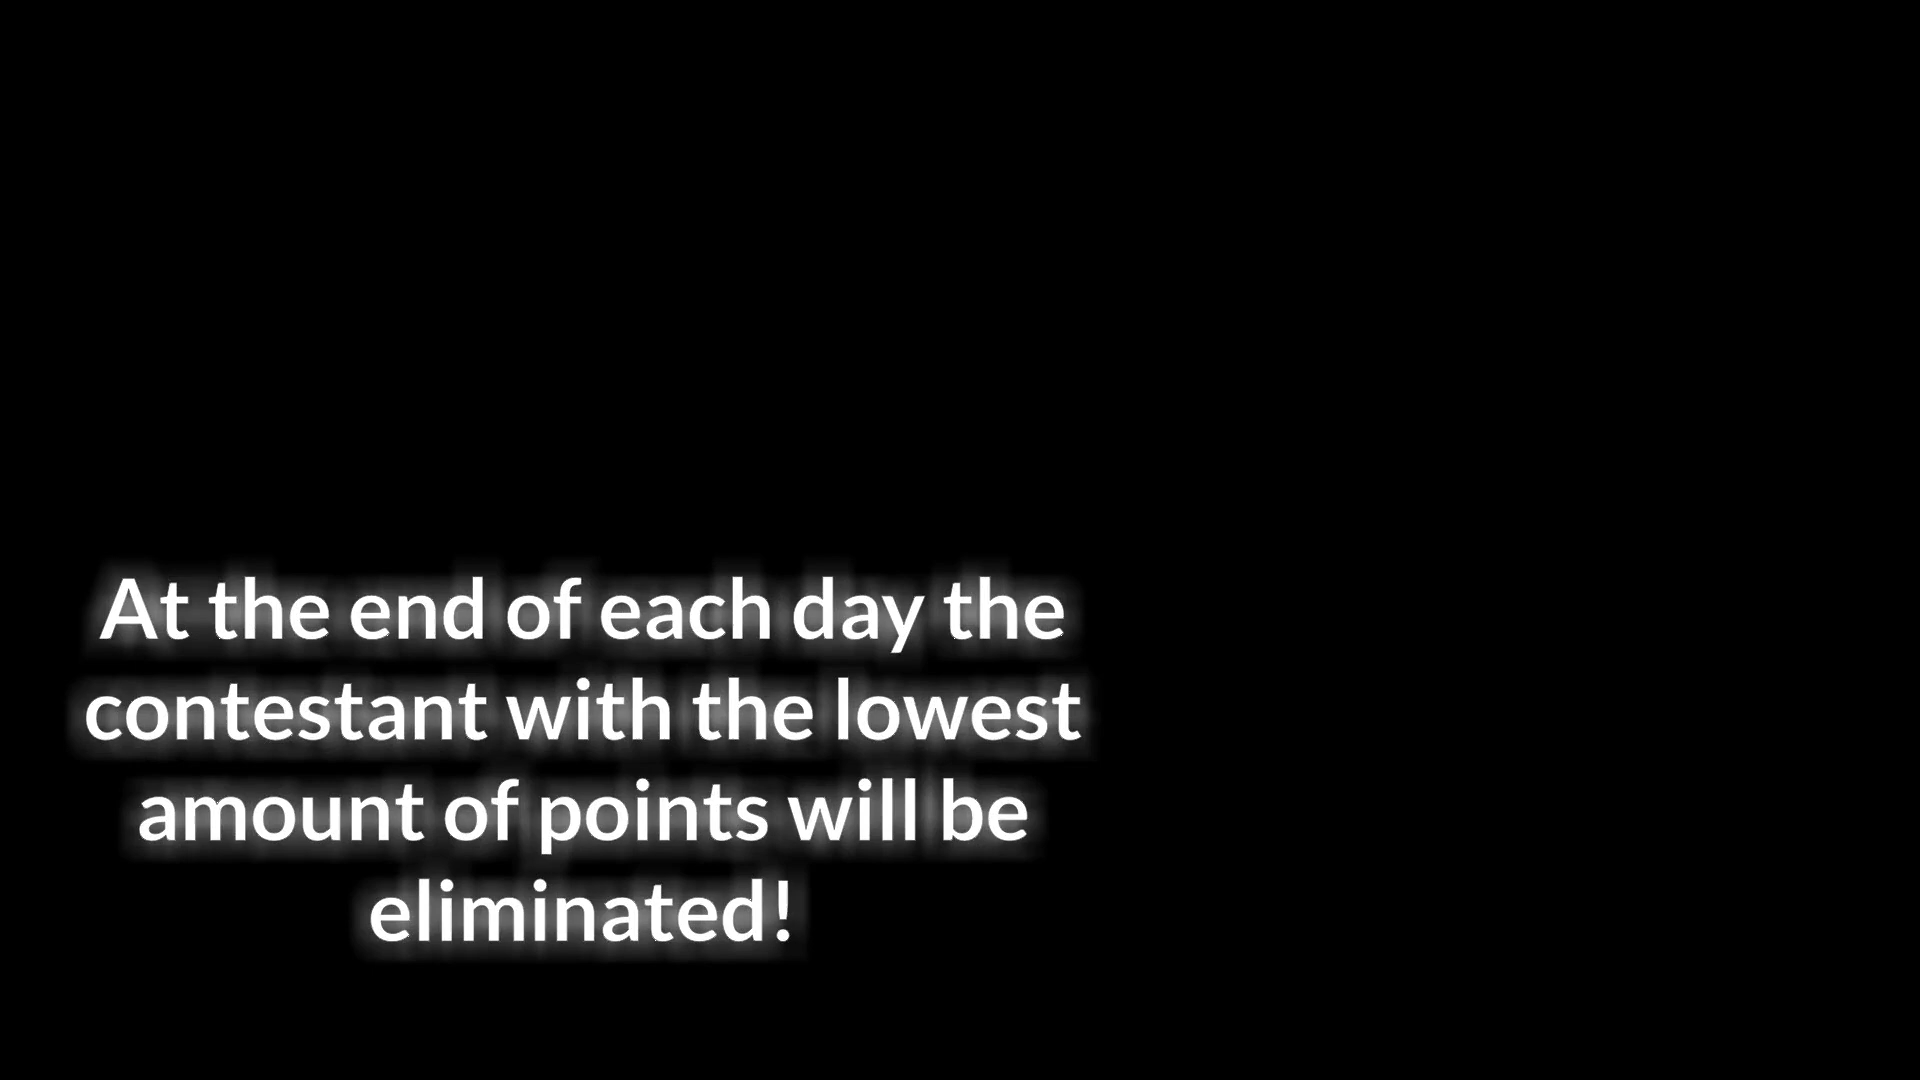 At the end of each day the
contestant with the lowest
amount of points will be
eliminated!